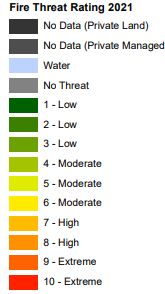 Fire Threat Rating 2021
No Data (Private Land)
No Data (Private Managed
Water
No Threat
1 - Low
2 - Low
3 - Low
4 - Moderate
5 - Moderate
6 - Moderate
7 - High
8 - High
9 - Extreme
10 - Extreme